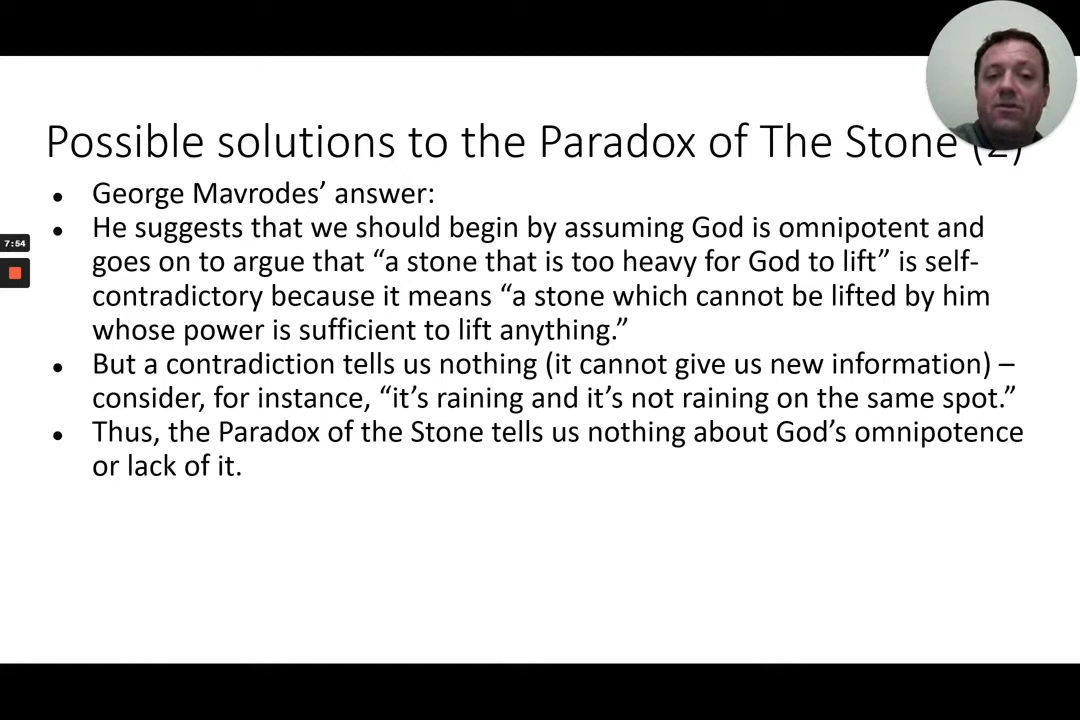 Possible solutions to the Paradox of The Stone (2)
• George Mavrodes’ answer:
• He suggests that we should begin by assuming God is omnipotent and
7:54
goes on to argue that “a stone that is too heavy for God to lift” is self-
contradictory because it means “a stone which cannot be lifted by him
whose power is sufficient to lift anything.”
• But a contradiction tells us nothing (it cannot give us new information) –
consider, for instance, “it’s raining and it’s not raining on the same spot.”
• Thus, the Paradox of the Stone tells us nothing about God’s omnipotence
or lack of it.